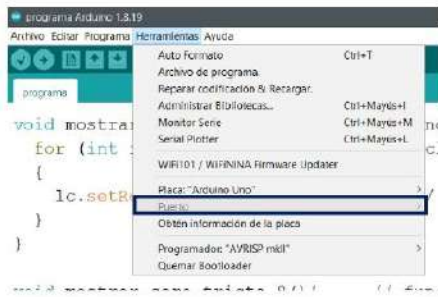 programa Arduino 1.8.19
Archivo Editar Programa Herramientas Ayuda
programa
Auto Formato Ctrl+T
Archivo de programa.
Reparar codificación & Recargar.
Administrar Bibliotecas... Ctrl+Mayús+I
Monitor Serie Ctrl+Mayús+M
Serial Plotter Ctrl+Mayús+L
WiFi101 / WiFiNINA Firmware Updater
Placa: "Arduino Uno"
Puerto
Obtén información de la placa
Programador: "AVRISP mkII"
Quemar Bootloader
void mostrar
for (int
{
lc.setR
}
}